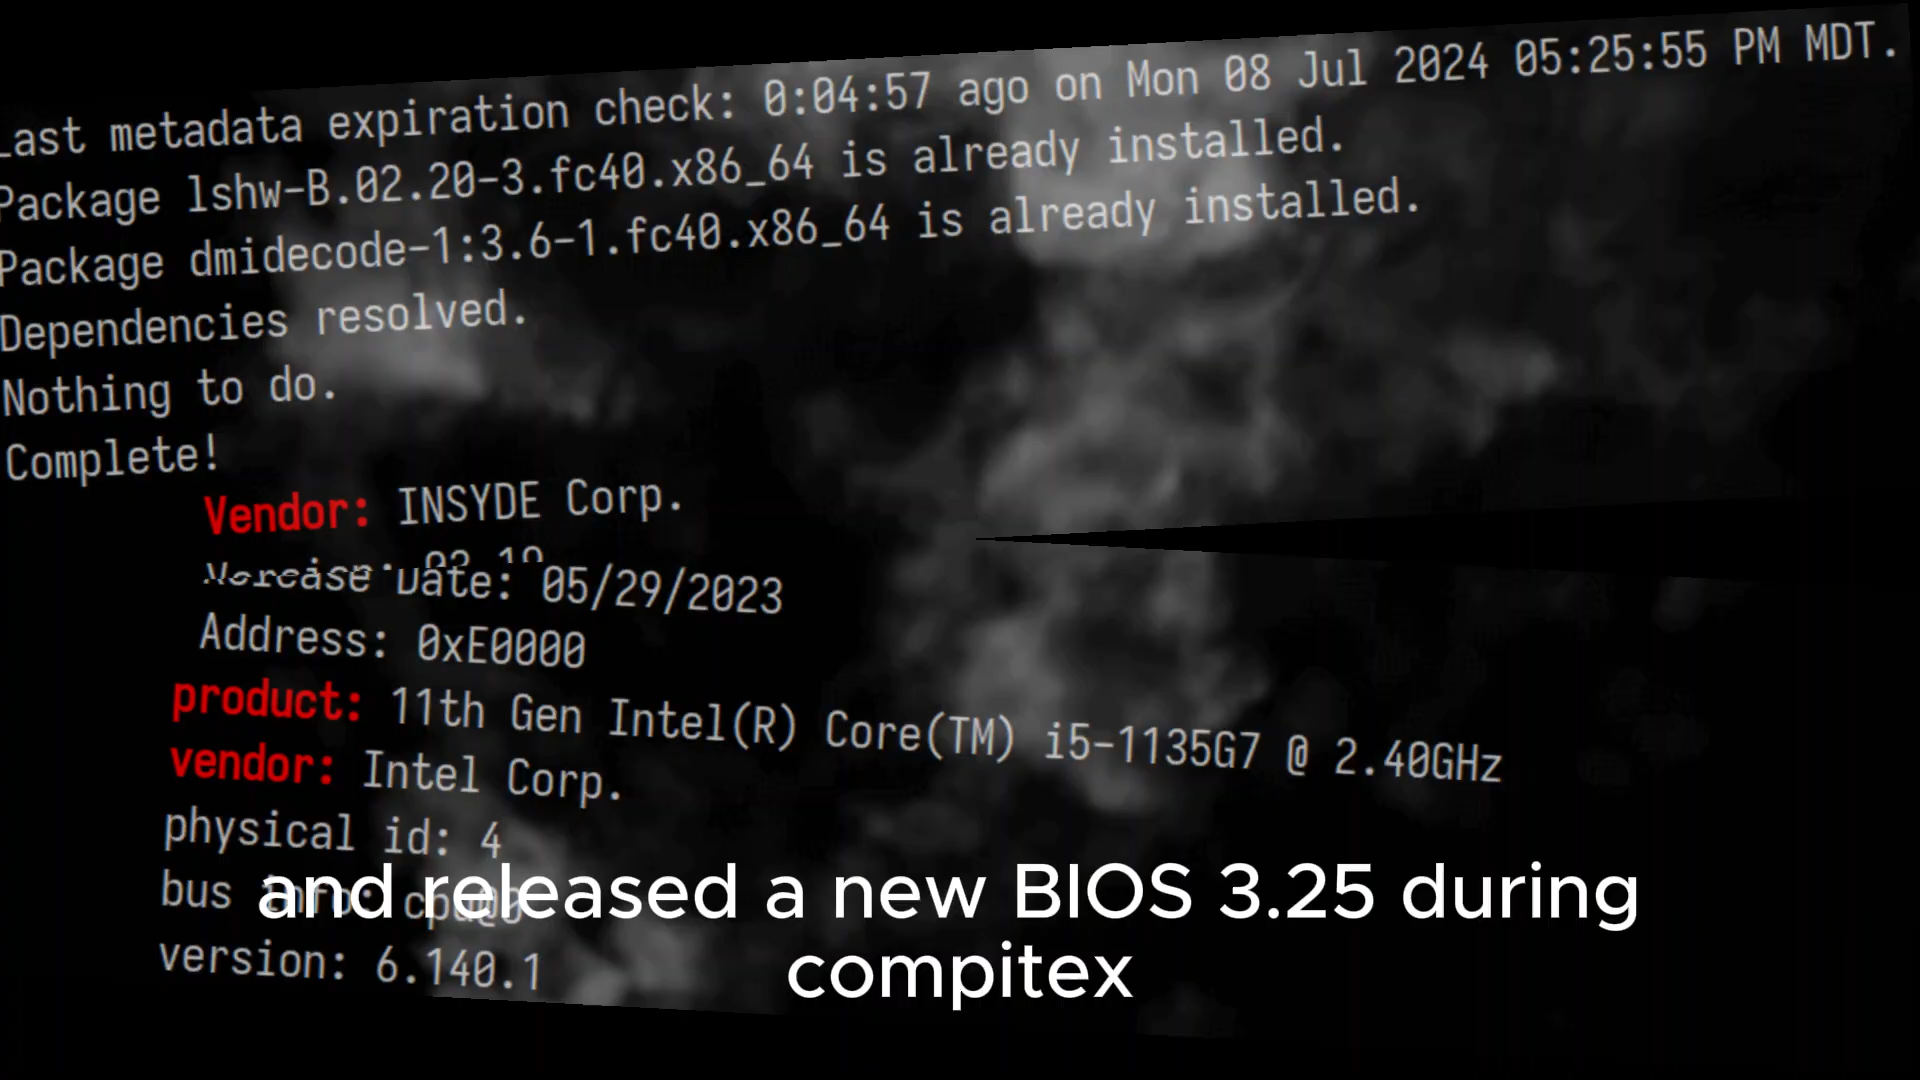 Last metadata expiration check: 0:04:57 ago on Mon 08 Jul 2024 05:25:55 PM MDT.
Package lshw-B.02.20-3.fc40.x86_64 is already installed.
Package dmidecode-1:3.6-1.fc40.x86_64 is already installed.
Dependencies resolved.
Nothing to do.
Complete!
Vendor: INSYDE Corp.
Date: 05/29/2023
Address: 0xE0000
product: 11th Gen Intel(R) Core(TM) i5-1135G7 @ 2.40GHz
vendor: Intel Corp.
physical id: 4
bus info: cpu@0
version: 6.140.1
and released a new BIOS 3.25 during
compitex